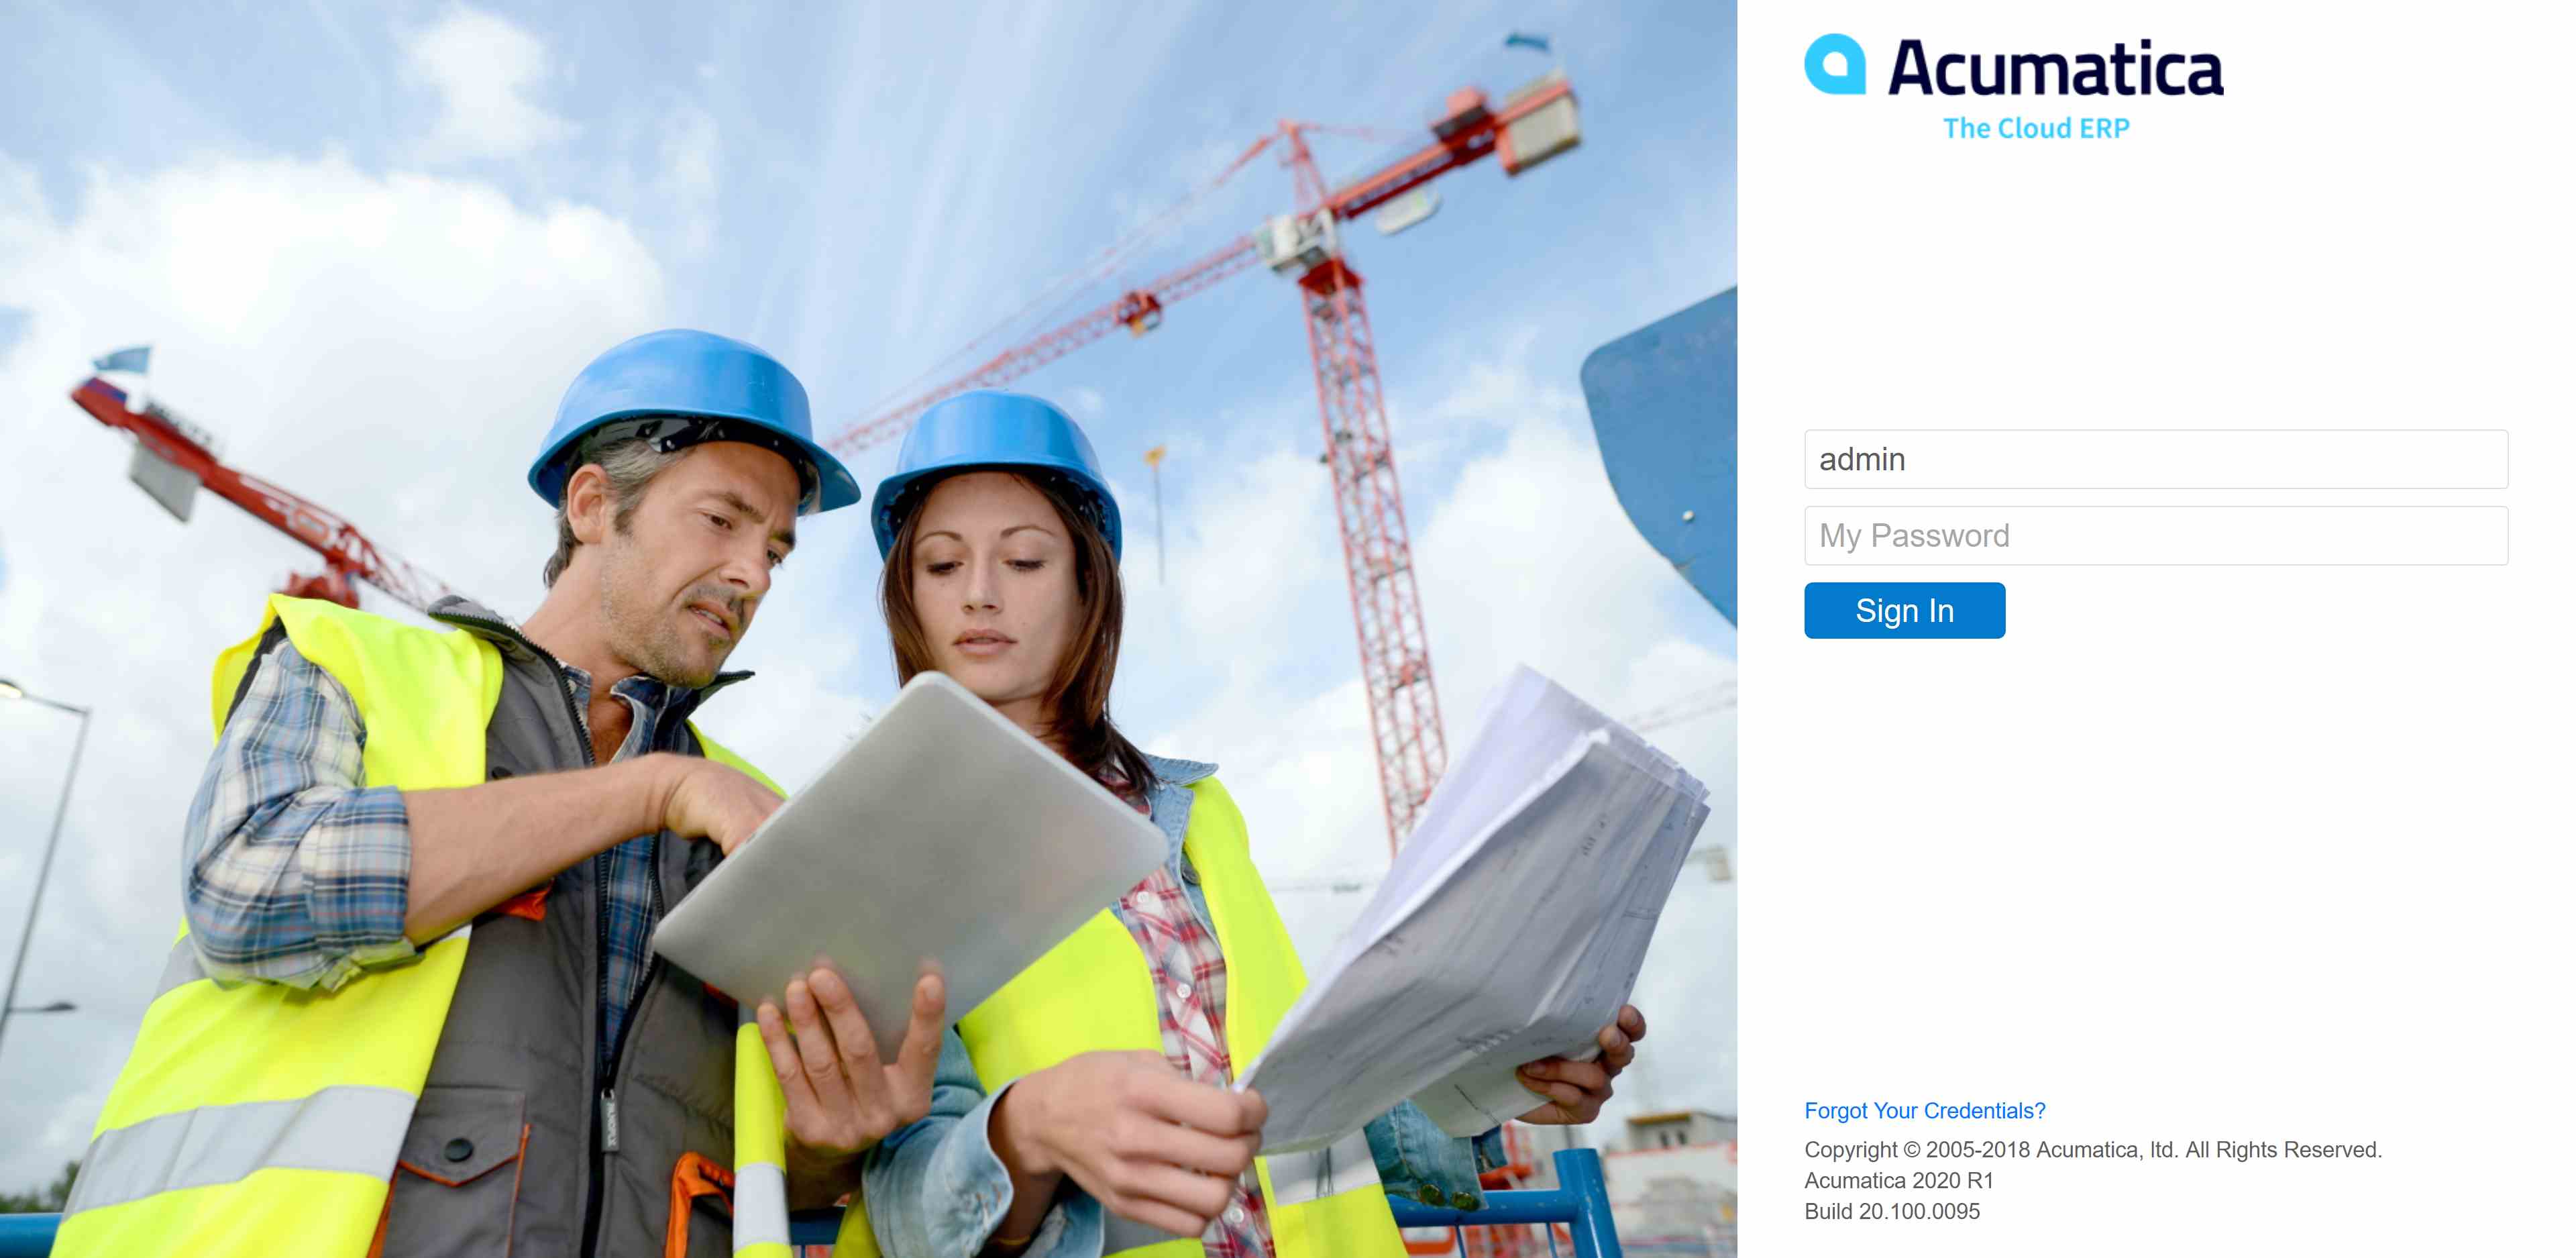 Acumatica
The Cloud ERP
admin
My Password
Sign In
Forgot Your Credentials?
Copyright © 2005-2018 Acumatica, ltd. All Rights Reserved.
Acumatica 2020 R1
Build 20.100.0095